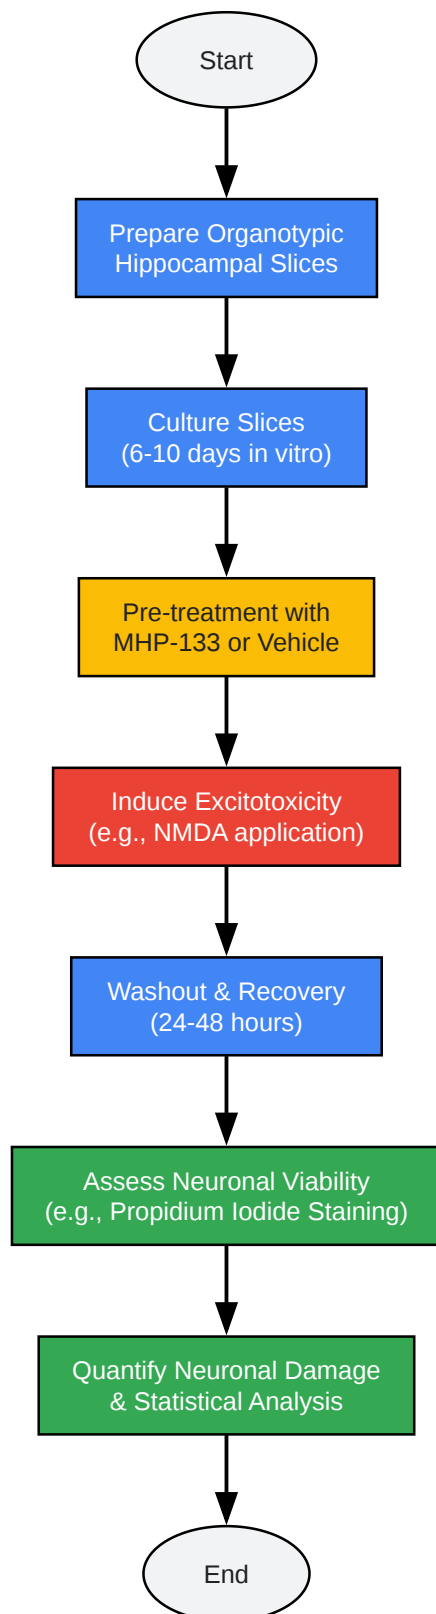 Start
Prepare Organotypic
Hippocampal Slices
Culture Slices
(6-10 days in vitro)
Pre-treatment with
MHP-133 or Vehicle
Induce Excitotoxicity
(e.g., NMDA application)
Washout & Recovery
(24-48 hours)
Assess Neuronal Viability
(e.g., Propidium Iodide Staining)
Quantify Neuronal Damage
& Statistical Analysis
End